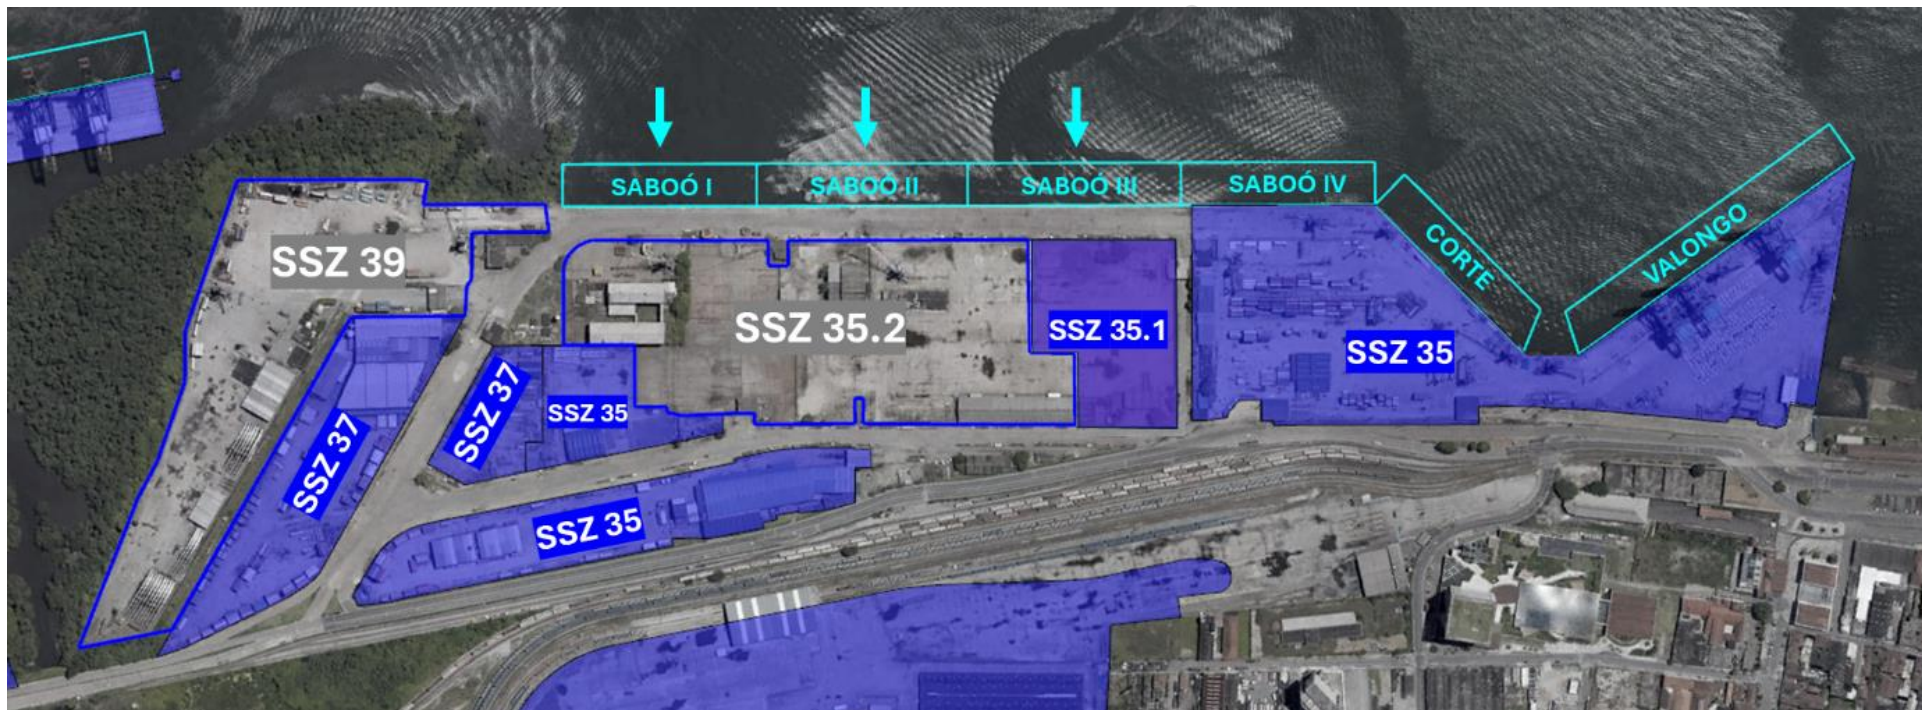 SABOÓ I
SABOÓ II
SABOÓ III
SABOÓ IV
CORTE
VALONGO
SSZ 39
SSZ 35.2
SSZ 35.1
SSZ 35
SSZ 37
SSZ 37
SSZ 35
SSZ 35